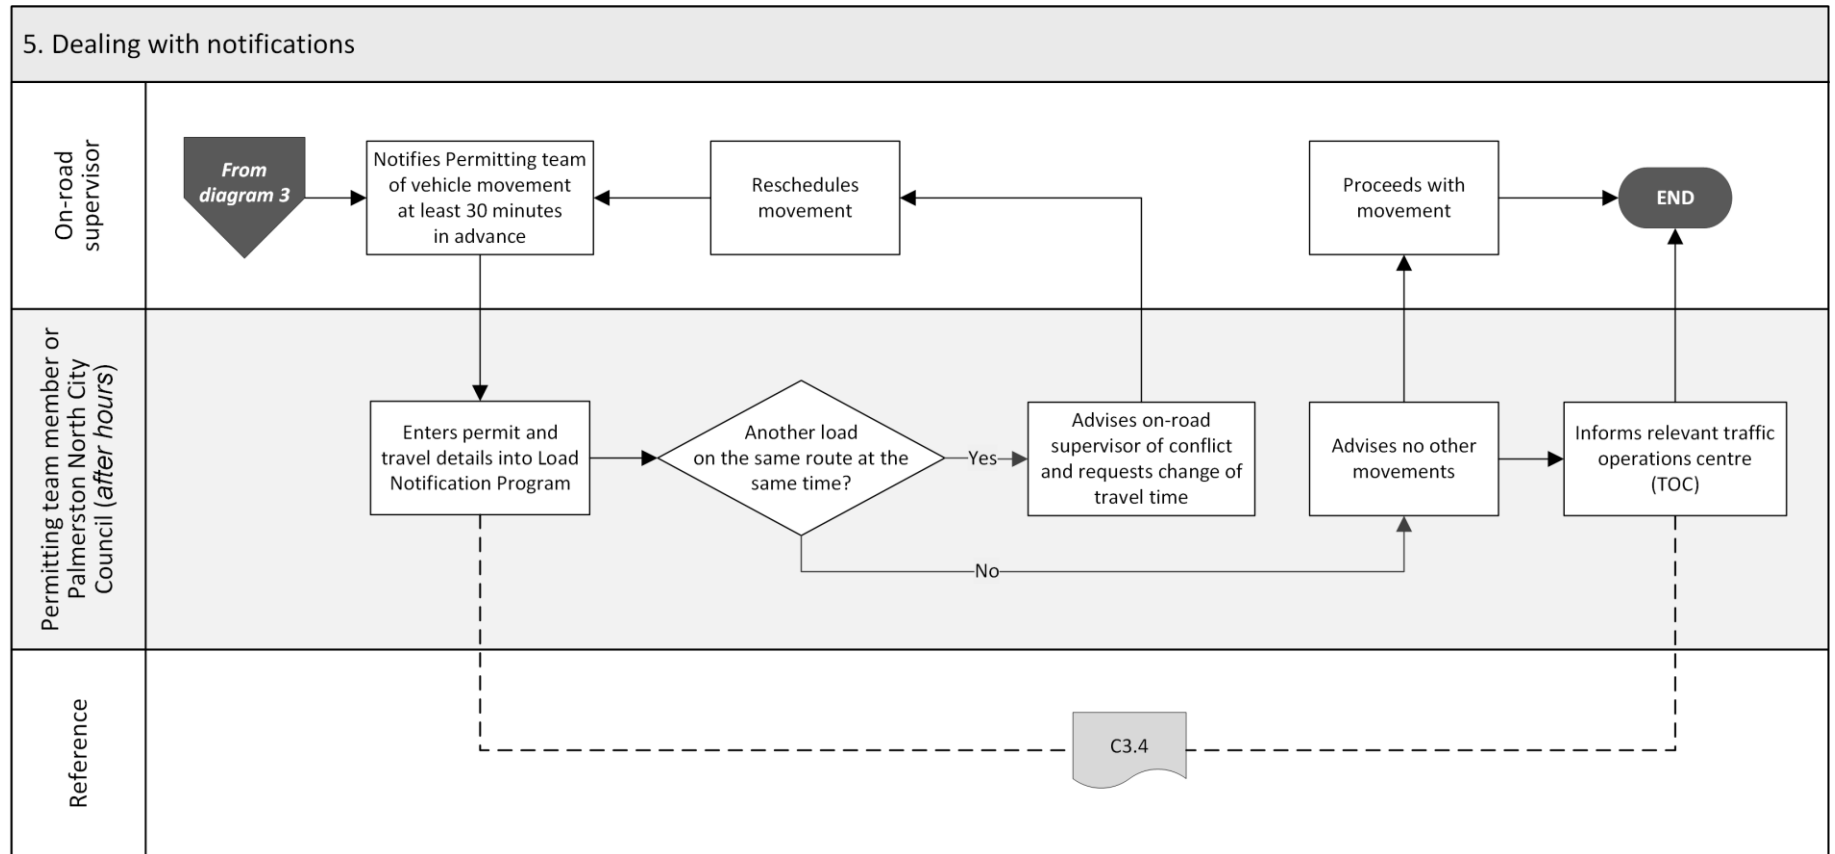 5. Dealing with notifications
On-road
supervisor
From
diagram 3
Notifies Permitting team
of vehicle movement
at least 30 minutes
in advance
Reschedules
movement
Proceeds with
movement
END
Permitting team member or
Palmerston North City
Council (after hours)
Enters permit and
travel details into Load
Notification Program
Another load
on the same route at the
same time?
Yes
Advises on-road
supervisor of conflict
and requests change of
travel time
Advises no other
movements
Informs relevant traffic
operations centre
(TOC)
No
Reference
C3.4